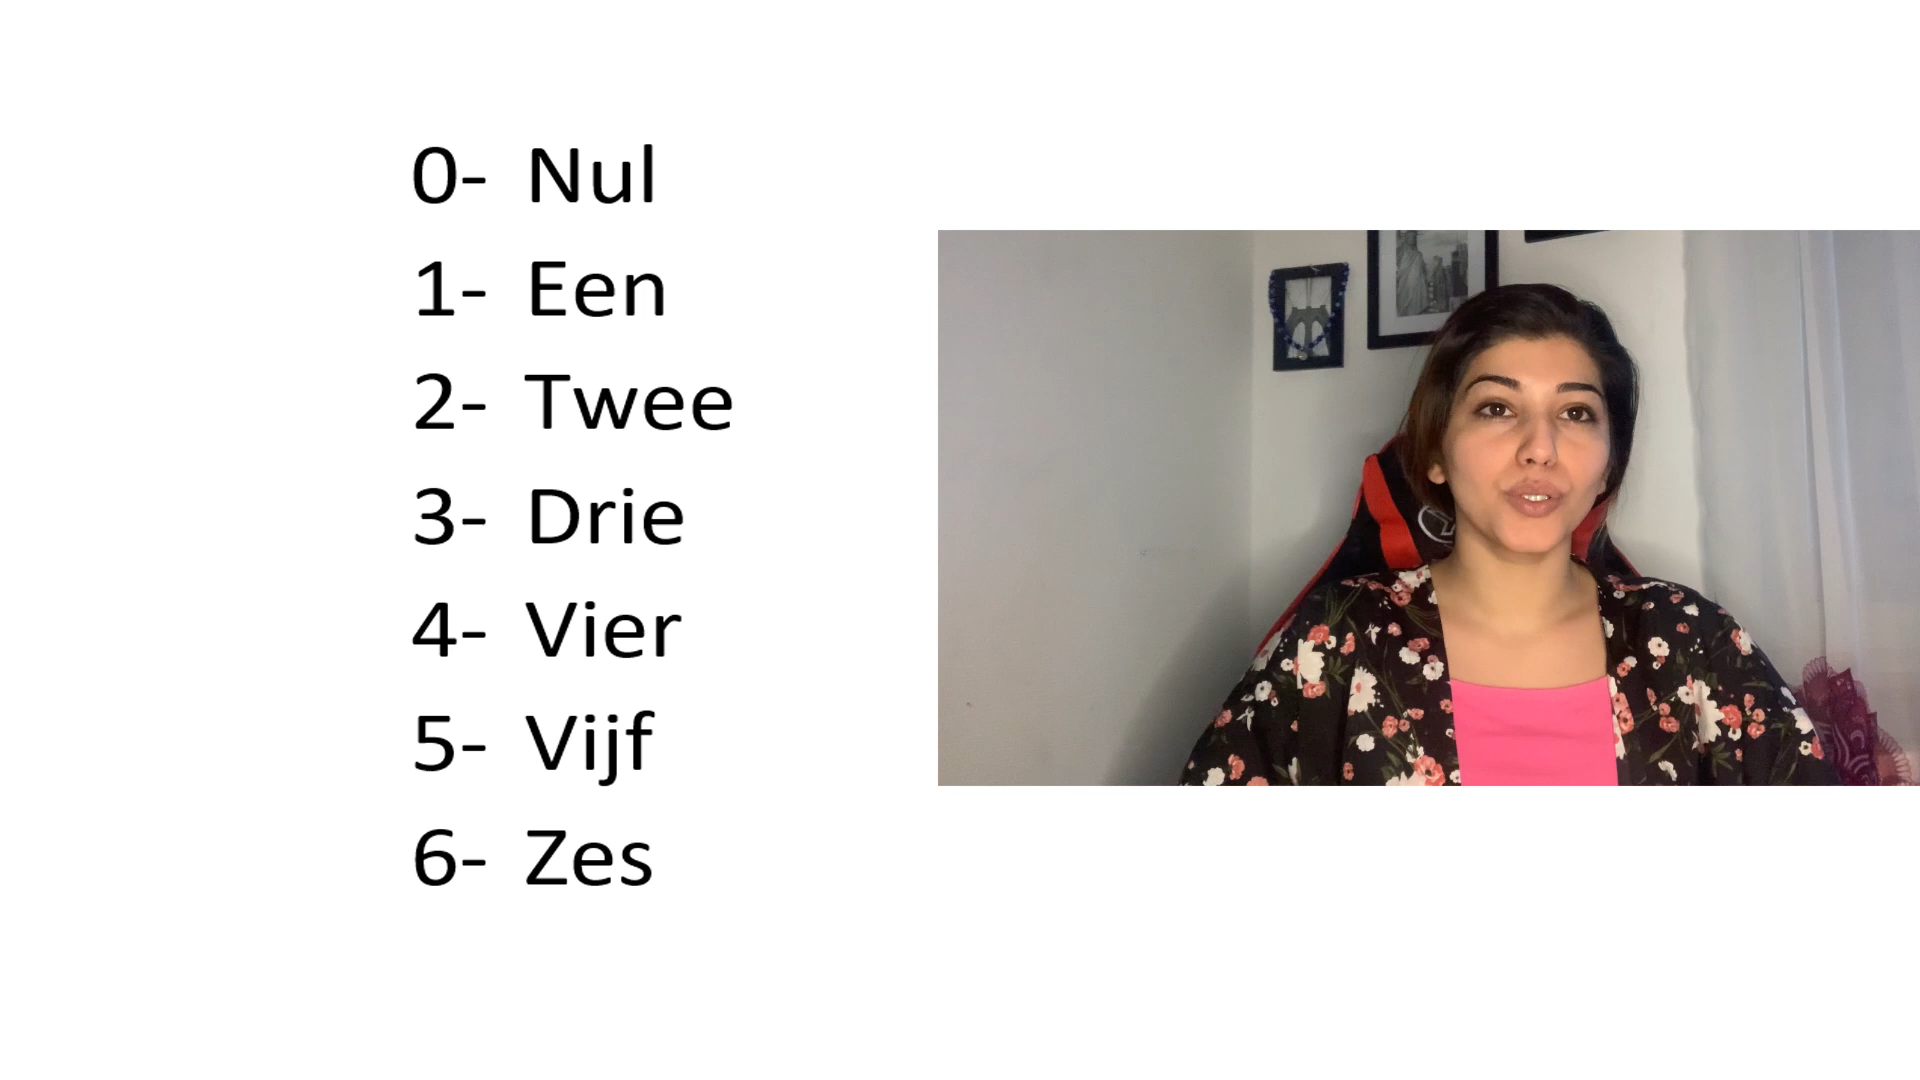 0- Nul
1- Een
2- Twee
3- Drie
4- Vier
5- Vijf
6- Zes